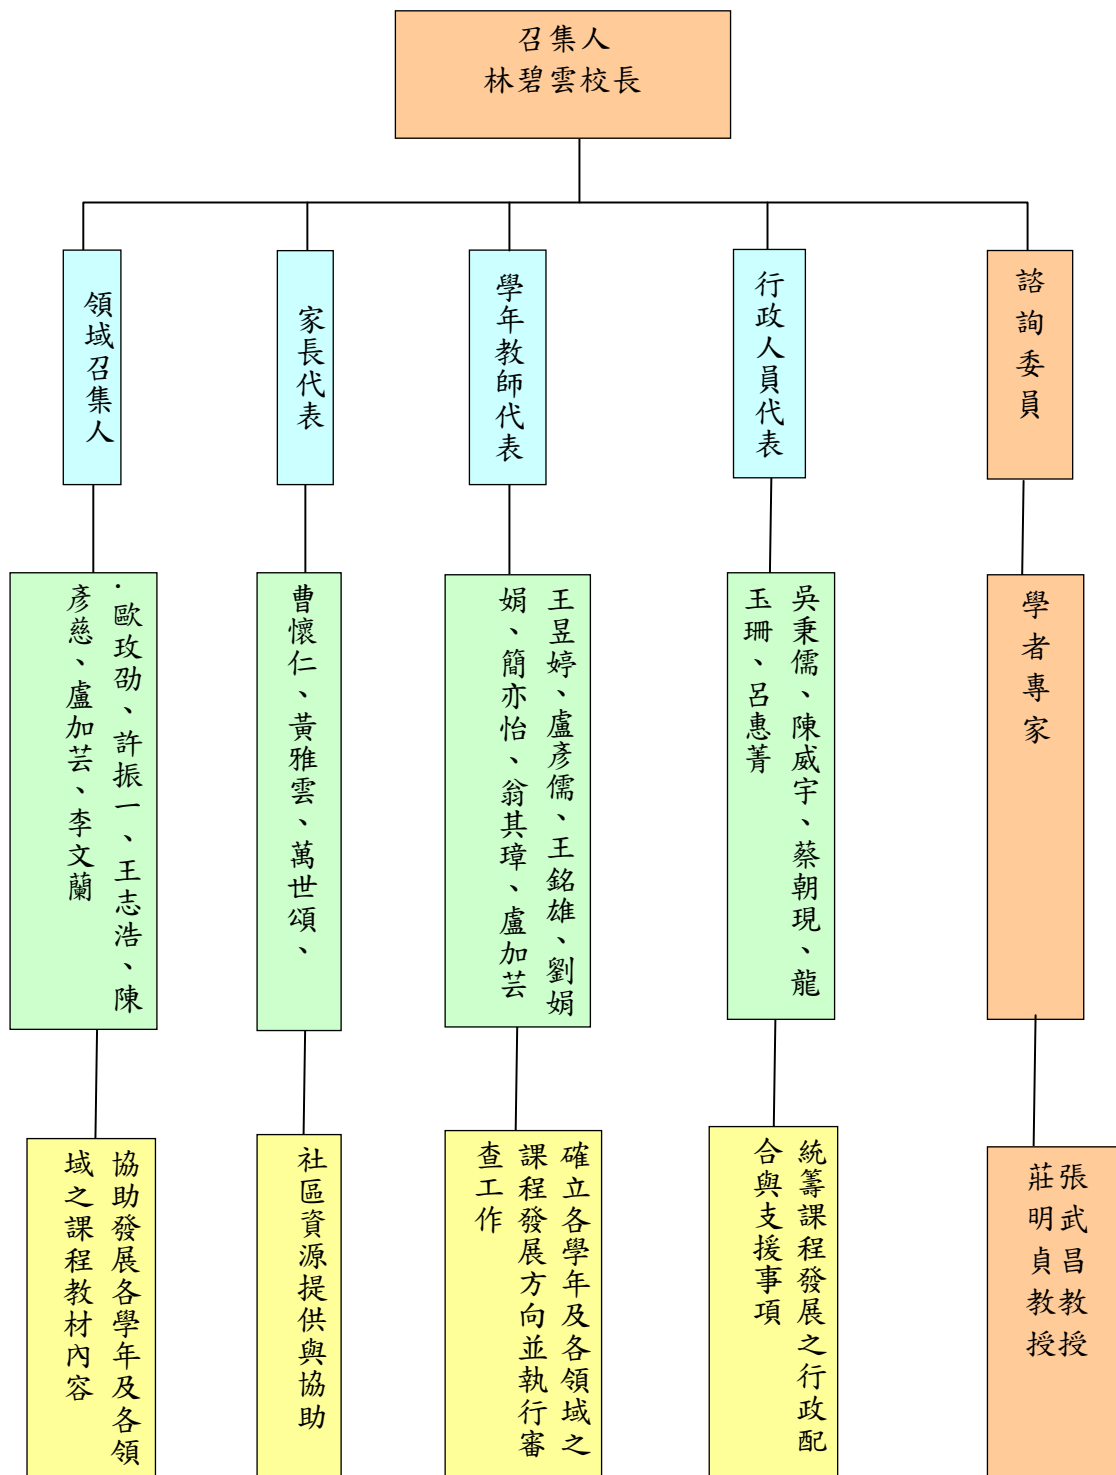 召集人
林碧雲校長
領域召集人
家長代表
學年教師代表
行政人員代表
諮詢委員
．歐玫劭、許振一、王志浩、陳
彥慈、盧加芸、李文蘭
曹懷仁、黃雅雲、萬世頌、
王昱婷、盧彥儒、王銘雄、劉娟
娟、簡亦怡、翁其璋、盧加芸
吳秉儒、陳威宇、蔡朝現、龍
玉珊、呂惠菁
學者專家
協助發展各學年及各領
域之課程教材內容
社區資源提供與協助
確立各學年及各領域之
課程發展方向並執行審
查工作
統籌課程發展之行政配
合與支援事項
張武昌教授
莊明貞教授